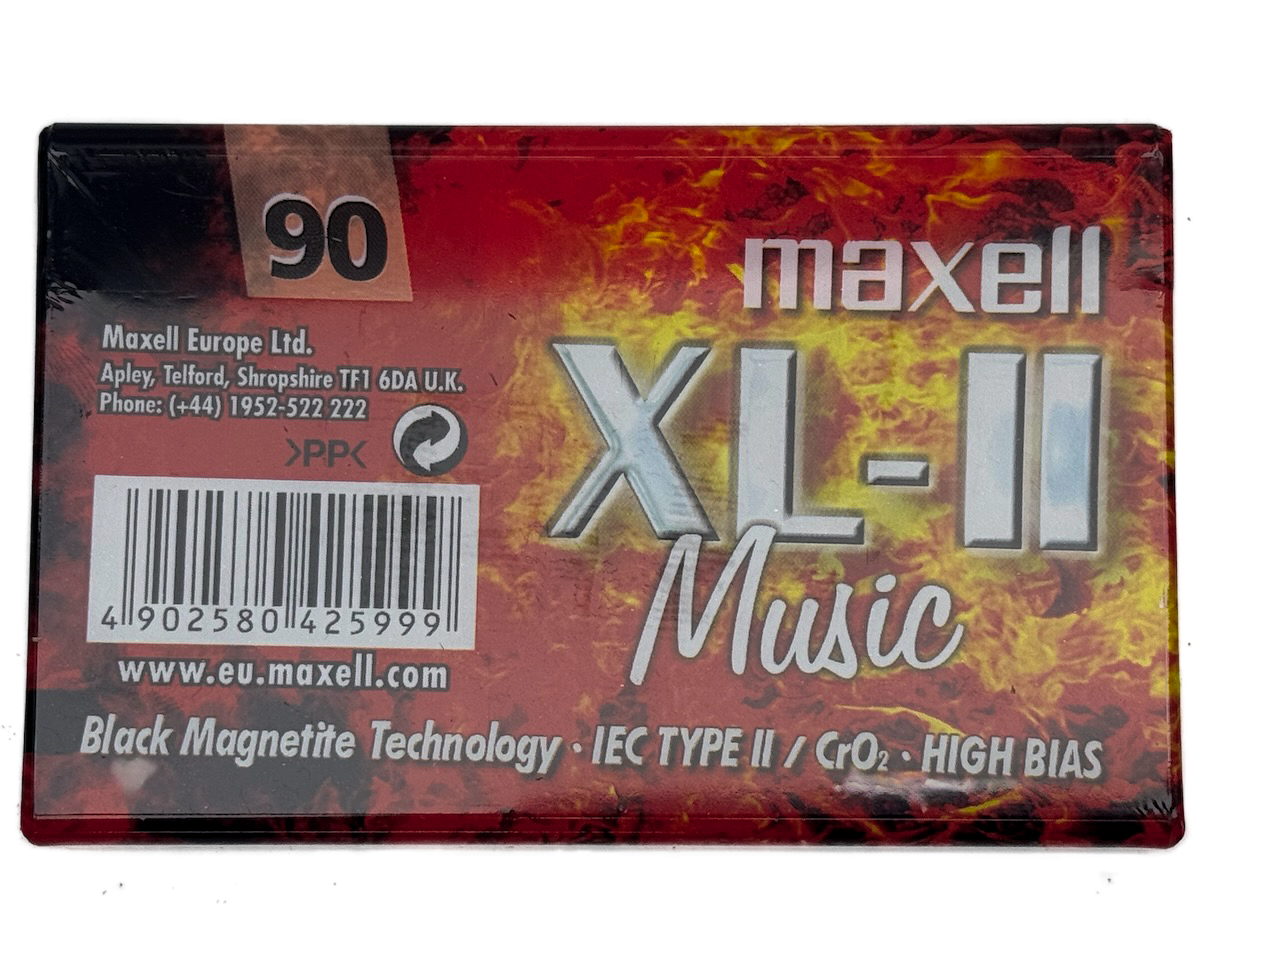 90
maxell
XL-II
Music
Maxell Europe Ltd.
Apley, Telford, Shropshire TF1 6DA U.K.
Phone: (+44) 1952-522 222
>PP<
4 902580 425999
www.eu.maxell.com
Black Magnetite Technology · IEC TYPE II / CrO₂ · HIGH BIAS